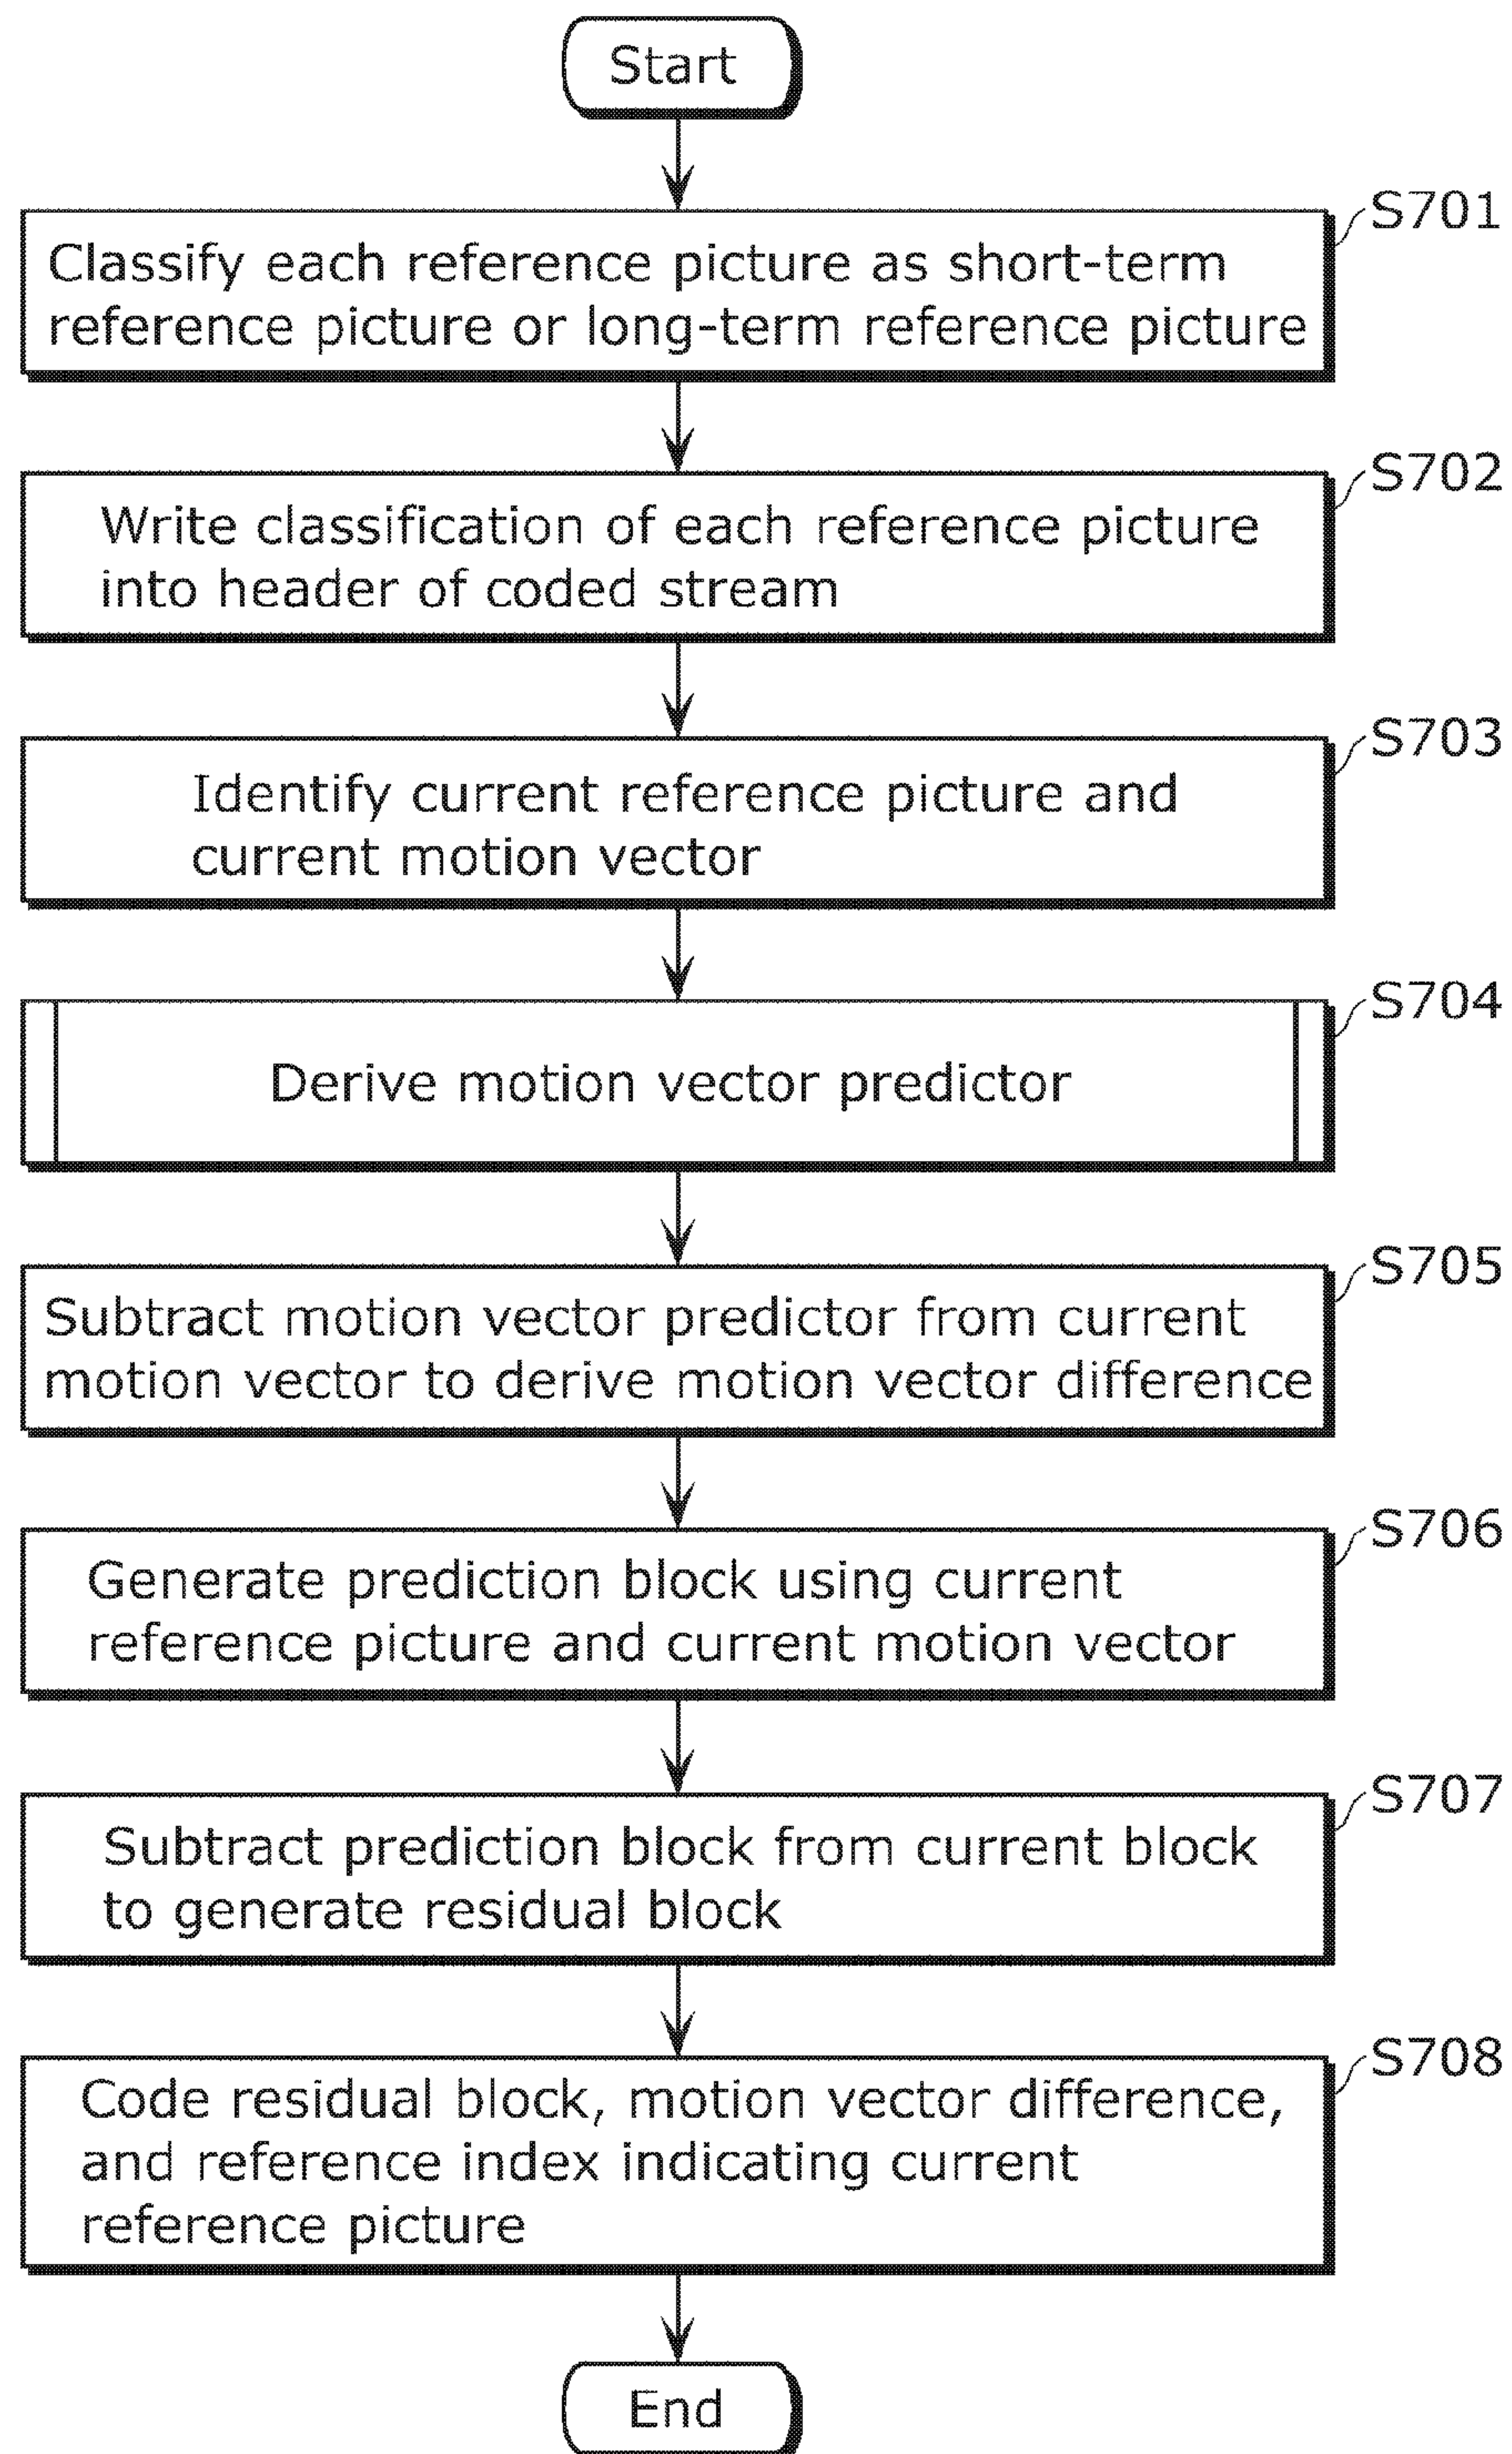 Start
S701
Classify each reference picture as short-term
reference picture or long-term reference picture
S702
Write classification of each reference picture
into header of coded stream
S703
Identify current reference picture and
current motion vector
S704
Derive motion vector predictor
S705
Subtract motion vector predictor from current
motion vector to derive motion vector difference
S706
Generate prediction block using current
reference picture and current motion vector
S707
Subtract prediction block from current block
to generate residual block
S708
Code residual block, motion vector difference,
and reference index indicating current
reference picture
End